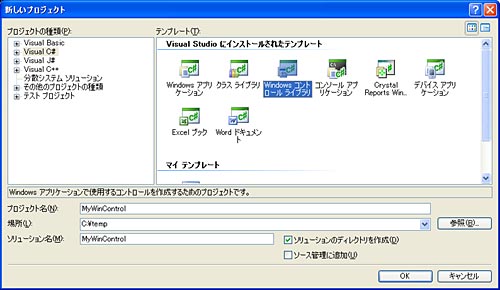 新しいプロジェクト
プロジェクトの種類(P):
テンプレート(T):
Visual Basic
Visual C#
Visual J#
Visual C++
分散システム ソリューション
その他のプロジェクトの種類
テスト プロジェクト
Visual Studio にインストールされたテンプレート
Windows アプリケーション
クラス ライブラリ
Windows コントロール ライブラリ
コンソール アプリケーション
Crystal Reports Win...
デバイス アプリケーション
Excel ブック
Word ドキュメント
マイ テンプレート
Windows アプリケーションで使用するコントロールを作成するためのプロジェクトです。
プロジェクト名(N):
MyWinControl
場所(L):
C:¥temp
参照(B)...
ソリューション名(M):
MyWinControl
ソリューションのディレクトリを作成(D)
ソース管理に追加(U)
OK
キャンセル